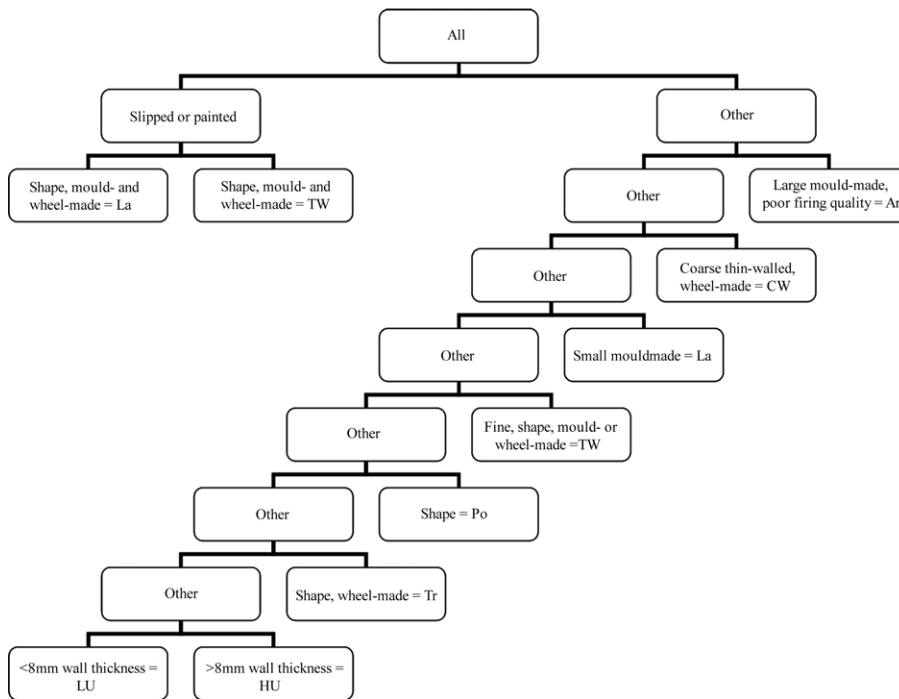 All
Slipped or painted
Other
Shape, mould- and
wheel-made = La
Shape, mould- and
wheel-made = TW
Other
Large mould-made,
poor firing quality = Ar
Other
Coarse thin-walled,
wheel-made = CW
Other
Small mouldmade = La
Other
Fine, shape, mould- or
wheel-made =TW
Other
Shape = Po
Other
Shape, wheel-made = Tr
<8mm wall thickness =
LU
>8mm wall thickness =
HU